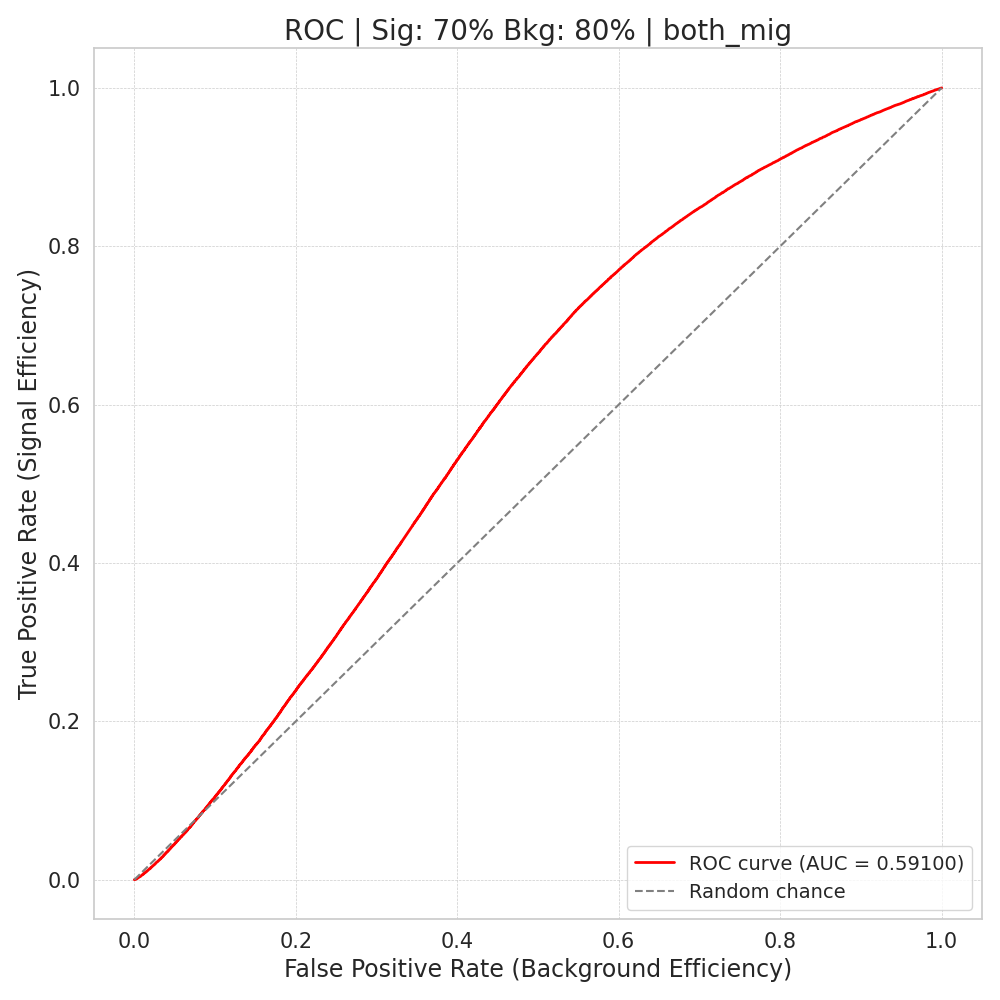 ROC | Sig: 70% Bkg: 80% | both_mig
True Positive Rate (Signal Efficiency)
1.0
0.8
0.6
0.4
0.2
0.0
ROC curve (AUC = 0.59100)
Random chance
0.0 0.2 0.4 0.6 0.8 1.0
False Positive Rate (Background Efficiency)